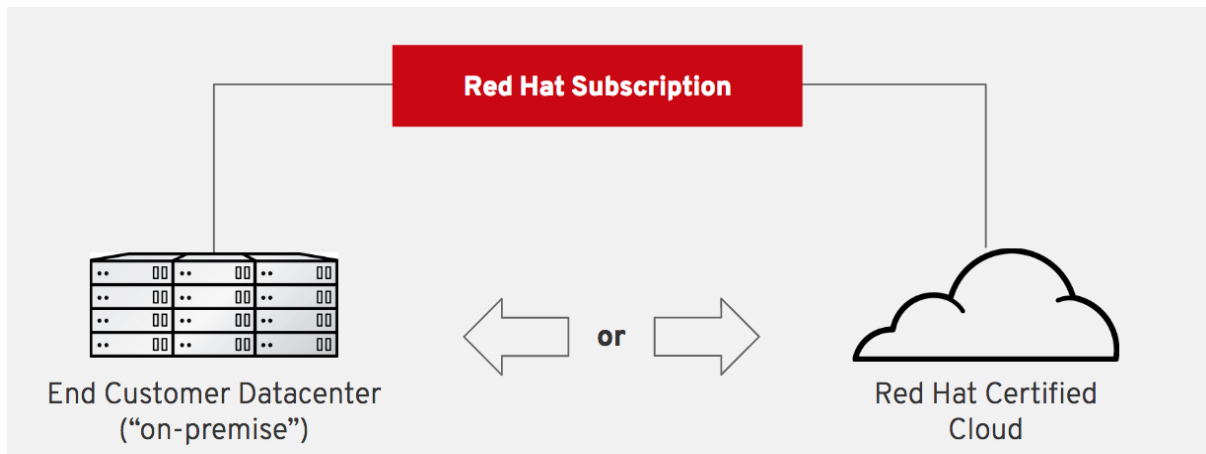 Red Hat Subscription
or
End Customer Datacenter
(“on-premise”)
Red Hat Certified
Cloud